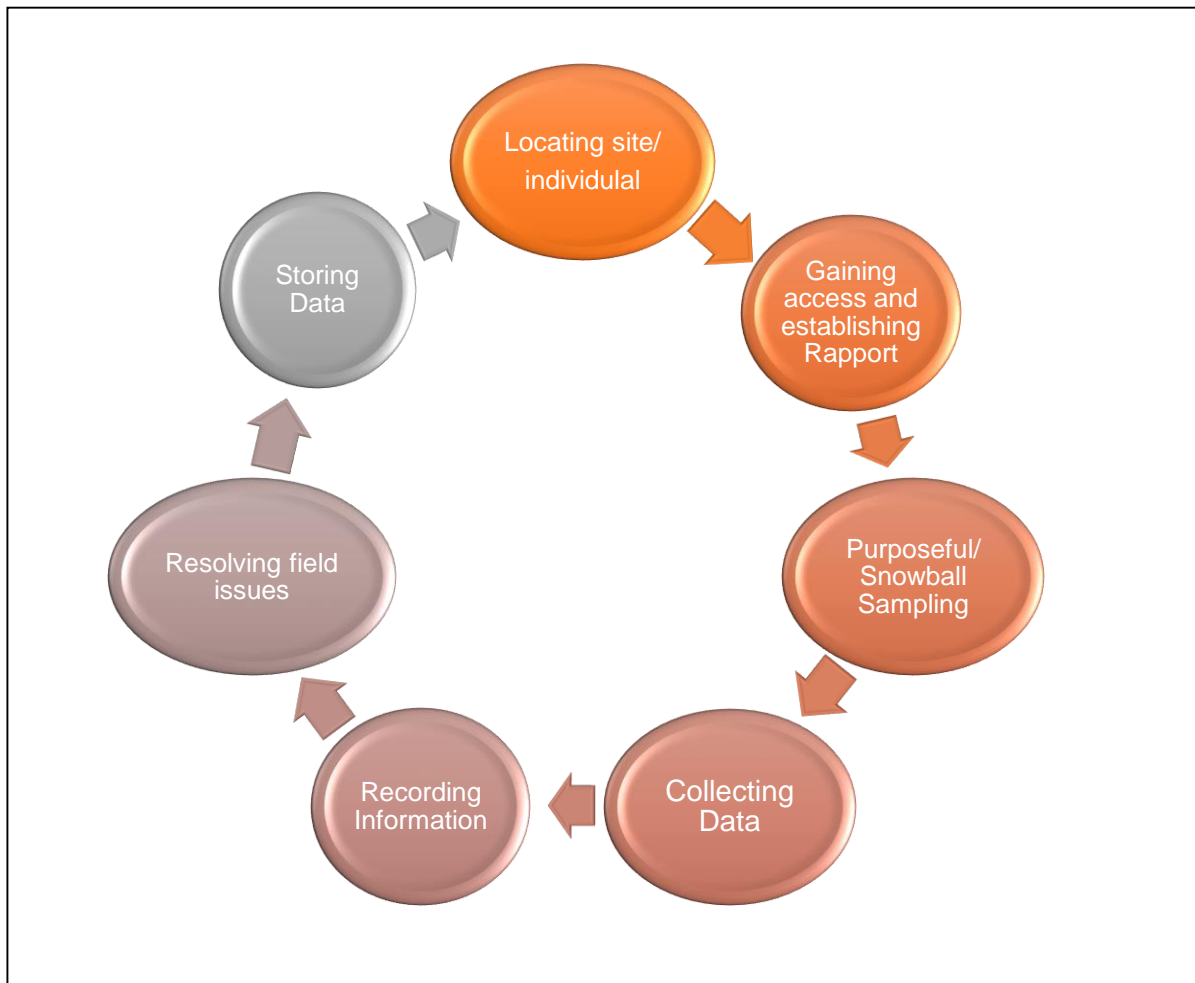 Locating site/
individulal
Gaining
access and
establishing
Rapport
Purposeful/
Snowball
Sampling
Collecting
Data
Recording
Information
Resolving field
issues
Storing
Data